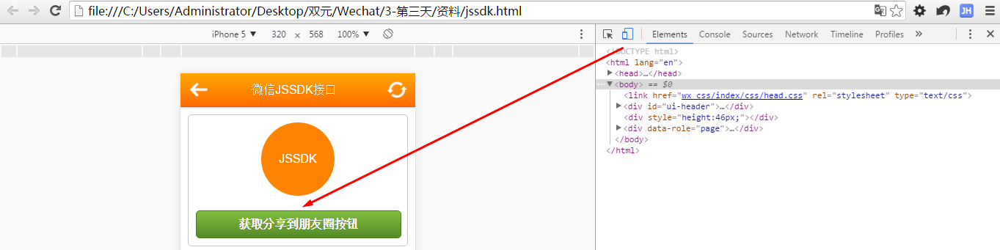 file:///C:/Users/Administrator/Desktop/双元/Wechat/3-第三天/资料/jssdk.html
JH
iPhone 5 ▼ 320 × 568 100% ▼
Elements Console Sources Network Timeline Profiles »
<!DOCTYPE html>
<html lang="en">
<head>…</head>
<body> == $0
<link href="wx css/index/css/head.css" rel="stylesheet" type="text/css">
<div id="ui-header">…</div>
<div style="height:46px;"></div>
<div data-role="page">…</div>
</body>
</html>
微信JSSDK接口
JSSDK
获取分享到朋友圈按钮